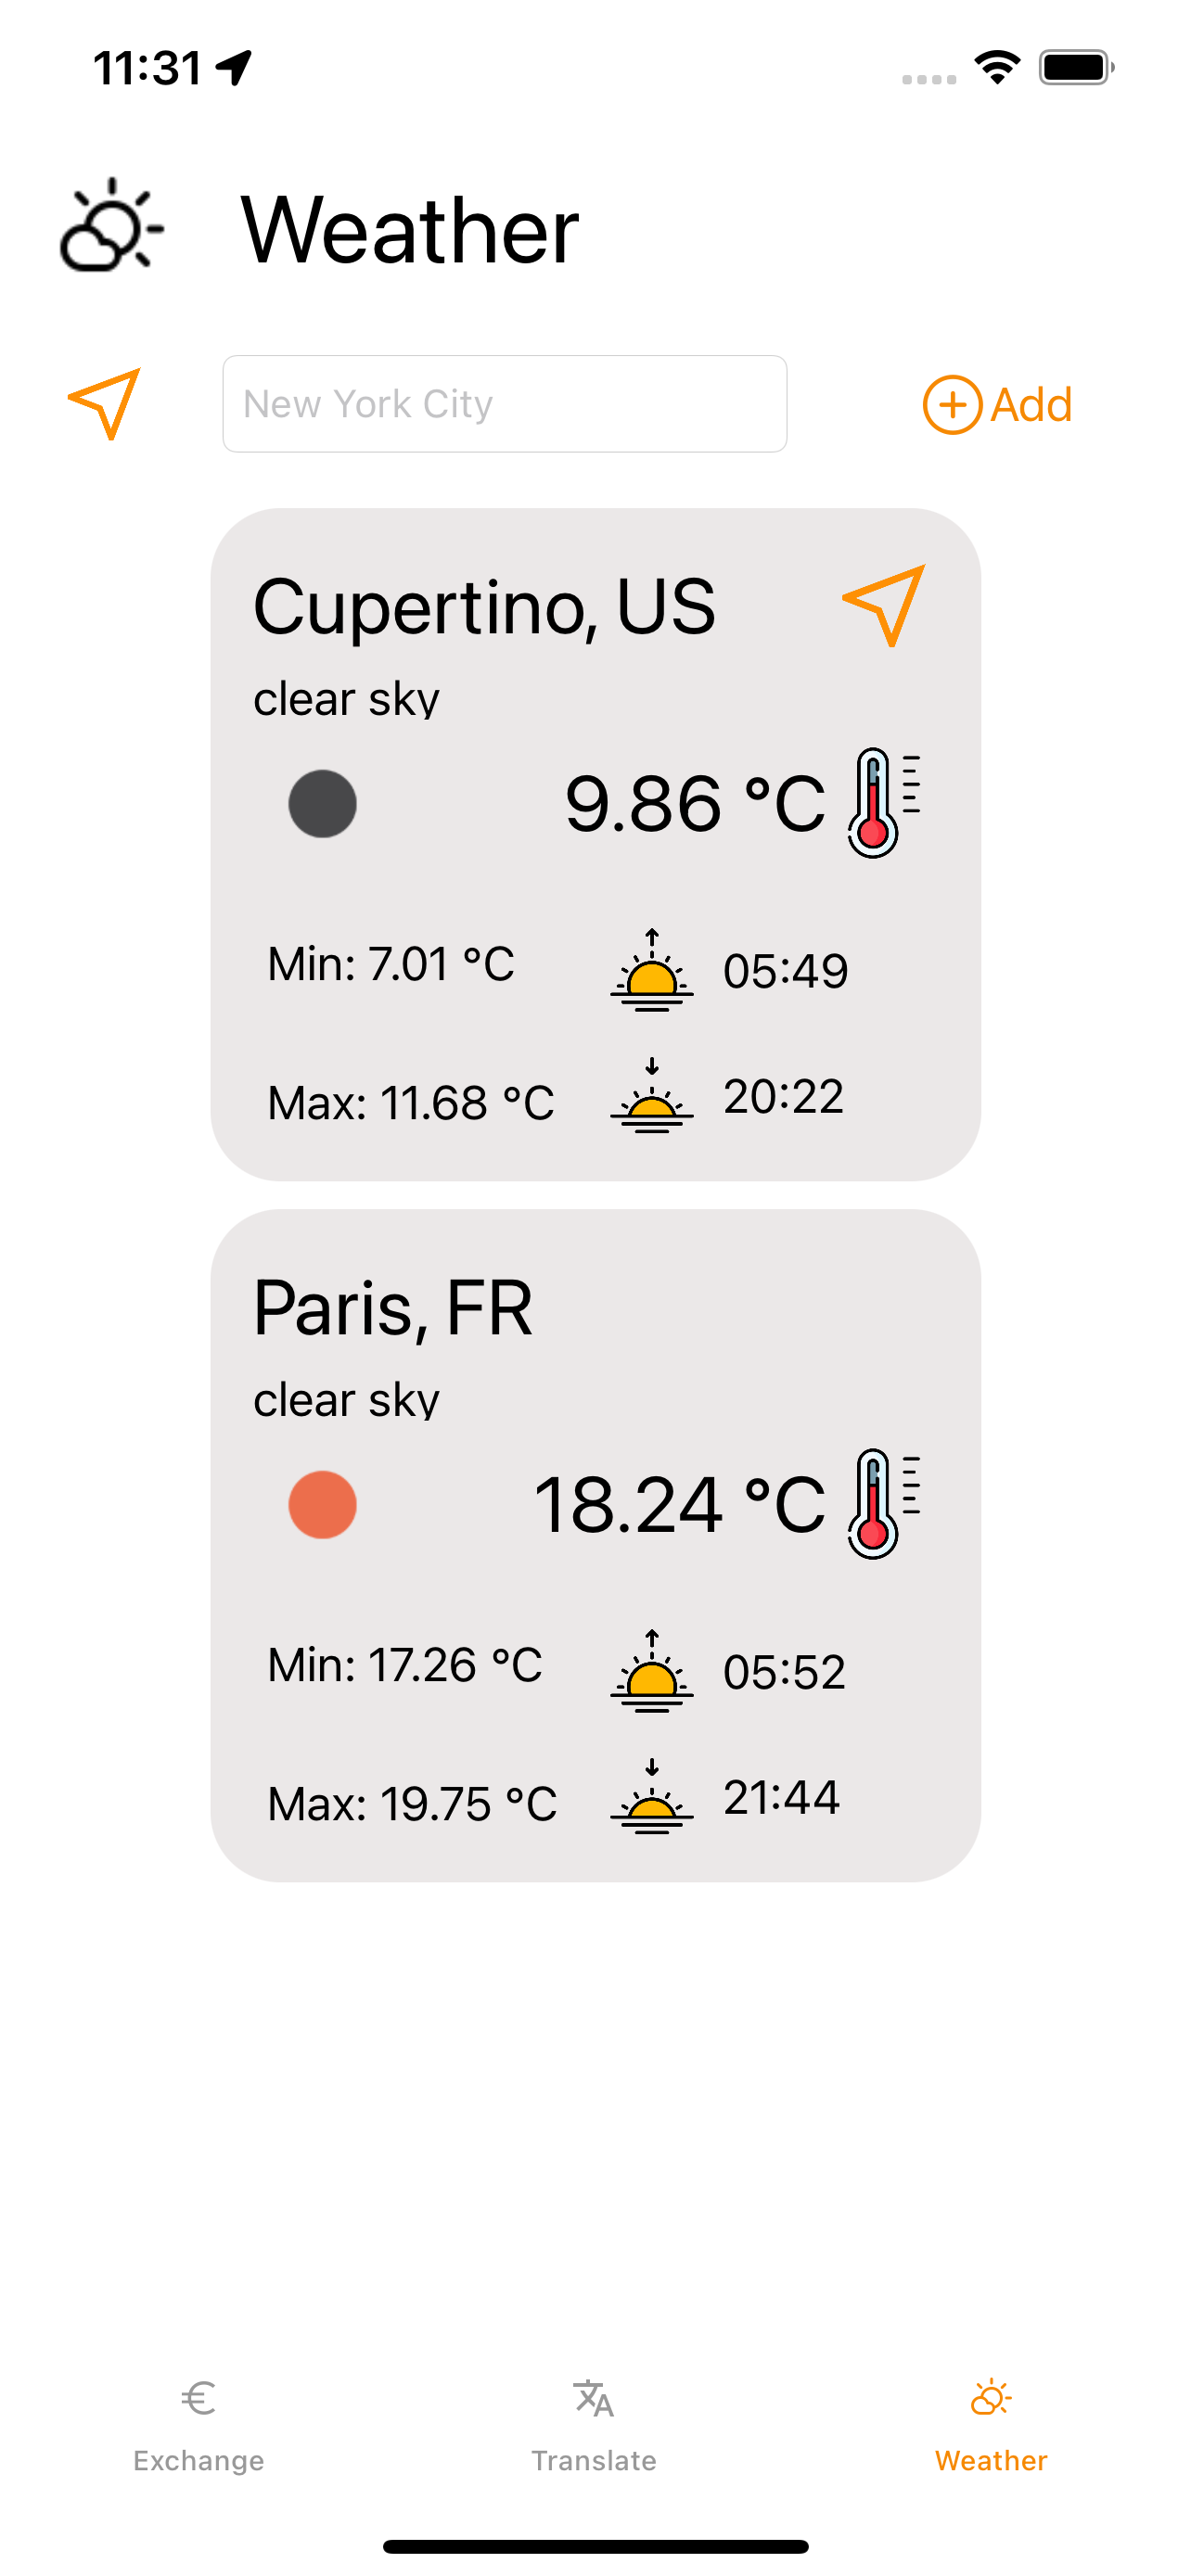 11:31
Weather
New York City
Add
Cupertino, US
clear sky
9.86 °C
Min: 7.01 °C
05:49
Max: 11.68 °C
20:22
Paris, FR
clear sky
18.24 °C
Min: 17.26 °C
05:52
Max: 19.75 °C
21:44
Exchange
Translate
Weather